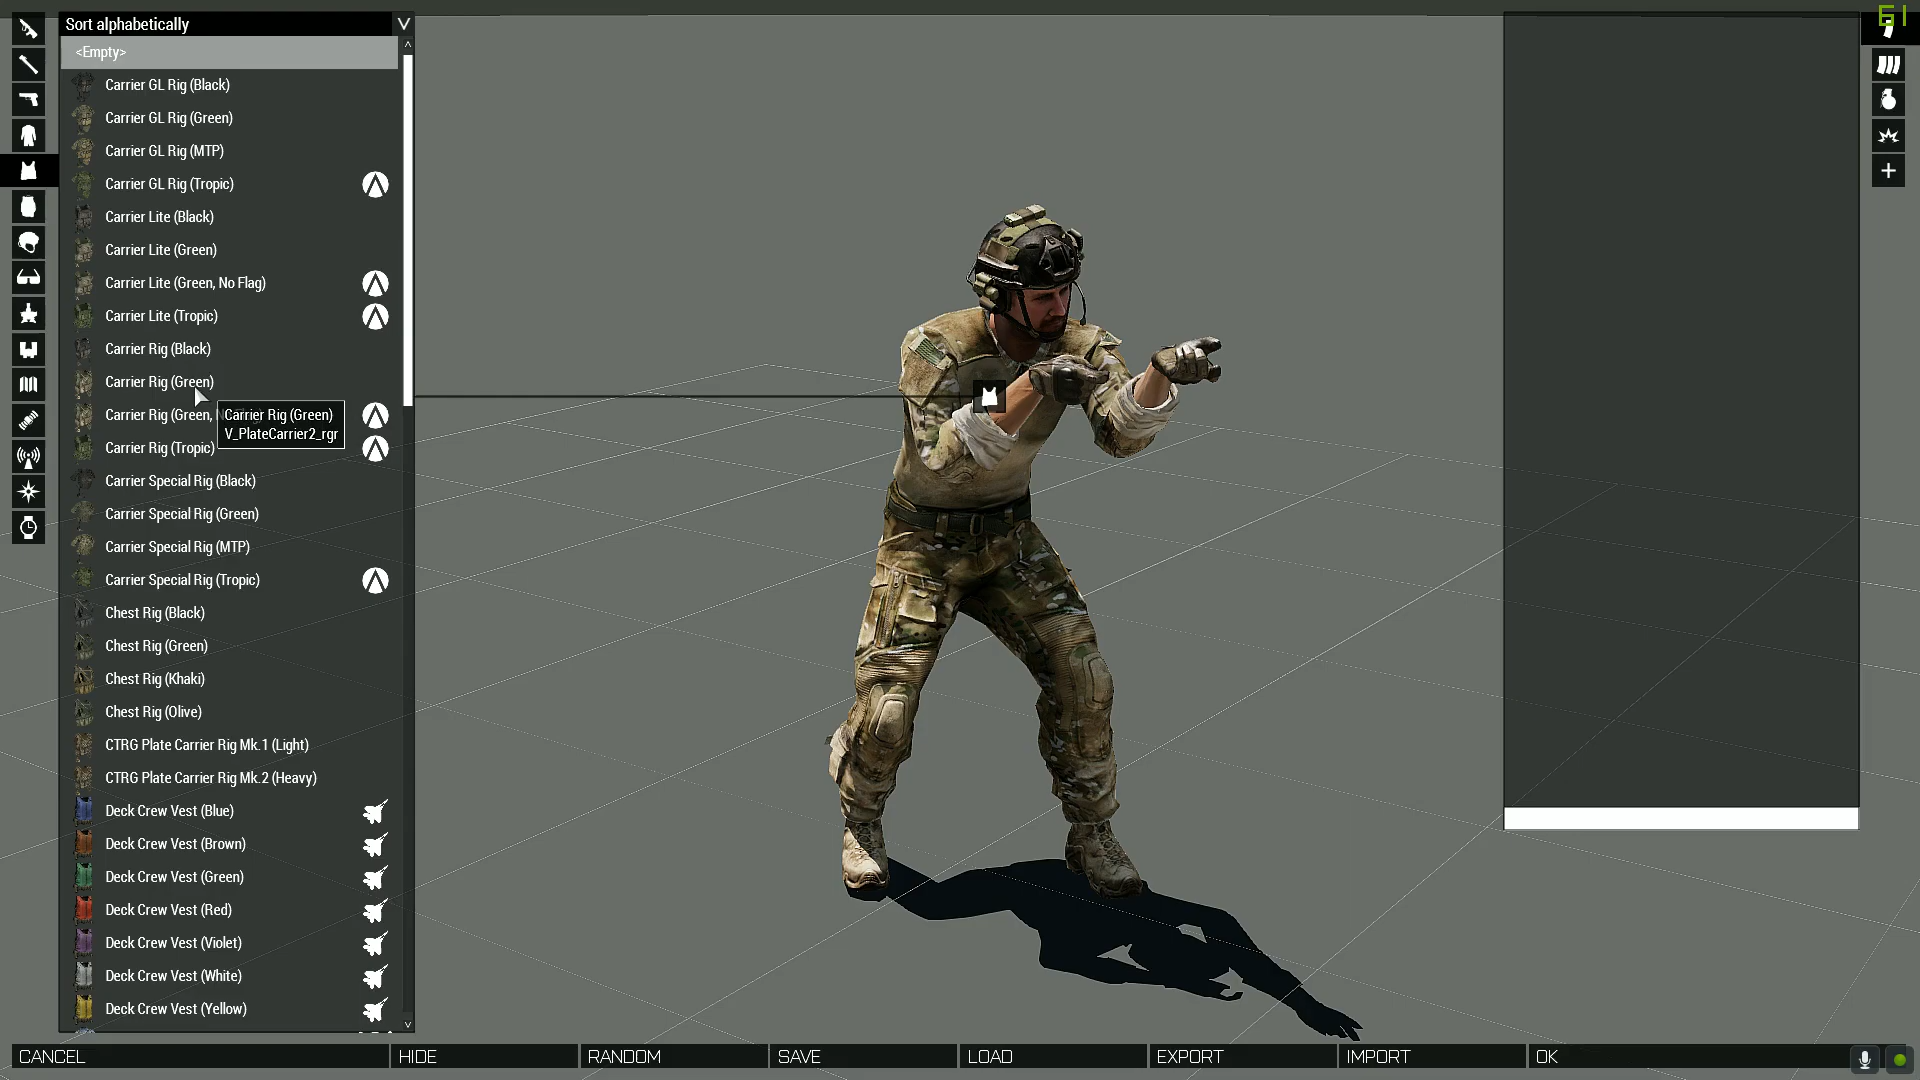 Sort alphabetically
<Empty>
Carrier GL Rig (Black)
Carrier GL Rig (Green)
Carrier GL Rig (MTP)
Carrier GL Rig (Tropic)
Carrier Lite (Black)
Carrier Lite (Green)
Carrier Lite (Green, No Flag)
Carrier Lite (Tropic)
Carrier Rig (Black)
Carrier Rig (Green)
Carrier Rig (Green,
Carrier Rig (Green)
V_PlateCarrier2_rgr
Carrier Rig (Tropic)
Carrier Special Rig (Black)
Carrier Special Rig (Green)
Carrier Special Rig (MTP)
Carrier Special Rig (Tropic)
Chest Rig (Black)
Chest Rig (Green)
Chest Rig (Khaki)
Chest Rig (Olive)
CTRG Plate Carrier Rig Mk.1 (Light)
CTRG Plate Carrier Rig Mk.2 (Heavy)
Deck Crew Vest (Blue)
Deck Crew Vest (Brown)
Deck Crew Vest (Green)
Deck Crew Vest (Red)
Deck Crew Vest (Violet)
Deck Crew Vest (White)
Deck Crew Vest (Yellow)
61
CANCEL
HIDE
RANDOM
SAVE
LOAD
EXPORT
IMPORT
OK